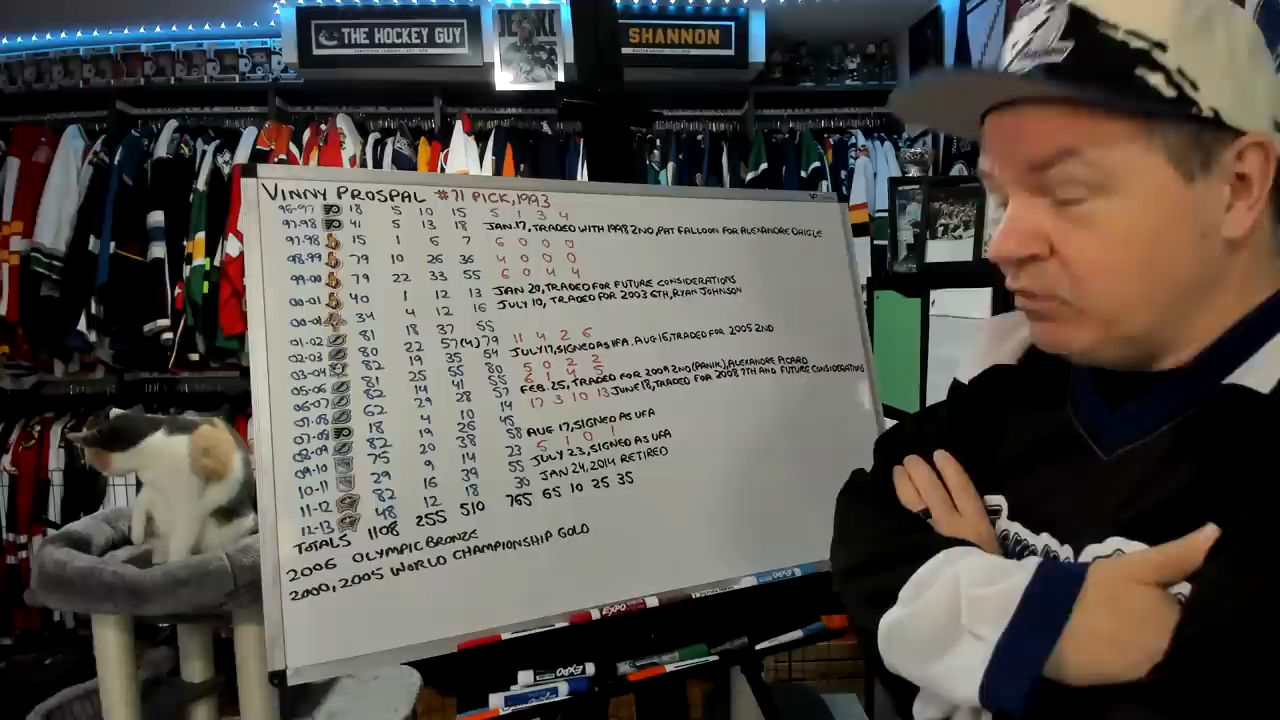 THE HOCKEY GUY
SHANNON
VINNY PROSPAL #71 PICK, 1993
96-97 18 5 10 15 5 1 3 4
97-98 41 5 13 18 JAN.17, TRADED WITH 1998 2ND, PAT FALLOON FOR ALEXANDRE DAIGLE
97-98 15 1 6 7 6 0 0 0
98-99 79 10 26 36 4 0 0 0
99-00 79 22 33 55 6 0 4 4
00-01 40 1 12 13 JAN 20, TRADED FOR FUTURE CONSIDERATIONS
00-01 34 4 12 16 JULY 10, TRADED FOR 2003 6TH, RYAN JOHNSON
01-02 81 18 37 55
02-03 80 22 57(4) 79 11 4 2 6
03-04 82 19 35 54 JULY 17, SIGNED AS UFA. AUG 16, TRADED FOR 2005 2ND
05-06 81 25 55 80 5 0 2 2
06-07 82 14 41 55 6 1 4 5
07-08 62 29 28 57 FEB. 25, TRADED FOR 2009 2ND (PANIK), ALEXANDRE PICARD
07-08 18 4 10 14 17 3 10 13 JUNE 18, TRADED FOR 2008 7TH AND FUTURE CONSIDERATIONS
08-09 82 19 26 45
09-10 75 20 38 58 AUG 17, SIGNED AS UFA
10-11 29 9 14 23 5 1 0 1
11-12 82 16 39 55 JULY 23, SIGNED AS UFA
12-13 48 12 18 30 JAN 24, 2014 RETIRED
TOTALS 1108 255 510 765 65 10 25 35
2006 OLYMPIC BRONZE
2000, 2005 WORLD CHAMPIONSHIP GOLD
EXPO
EXPO
EXPO